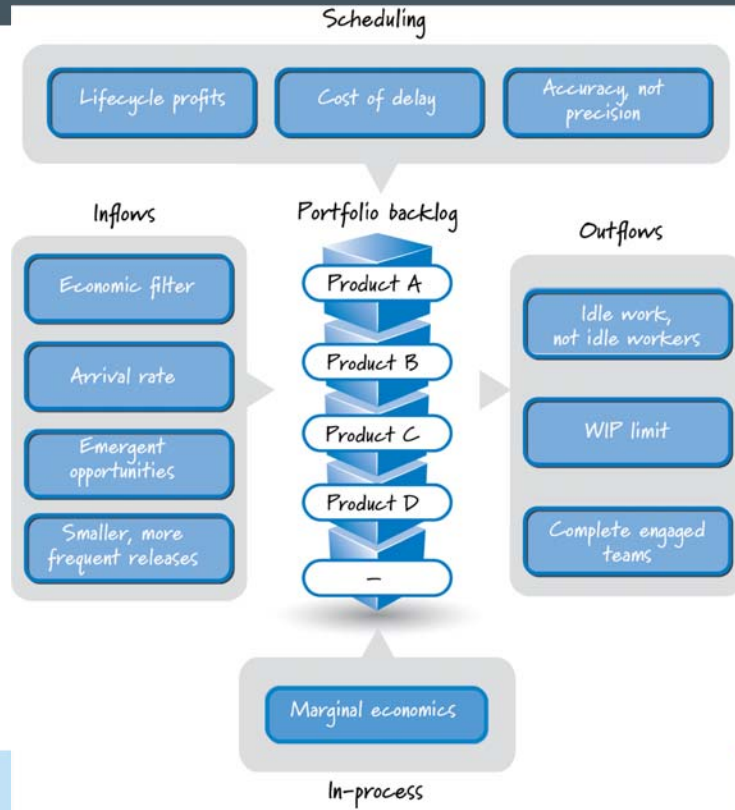 Scheduling
Lifecycle profits
Cost of delay
Accuracy, not
precision
Inflows
Economic filter
Arrival rate
Emergent
opportunities
Smaller, more
frequent releases
Portfolio backlog
Product A
Product B
Product C
Product D
–
Outflows
Idle work,
not idle workers
WIP limit
Complete engaged
teams
Marginal economics
In-process